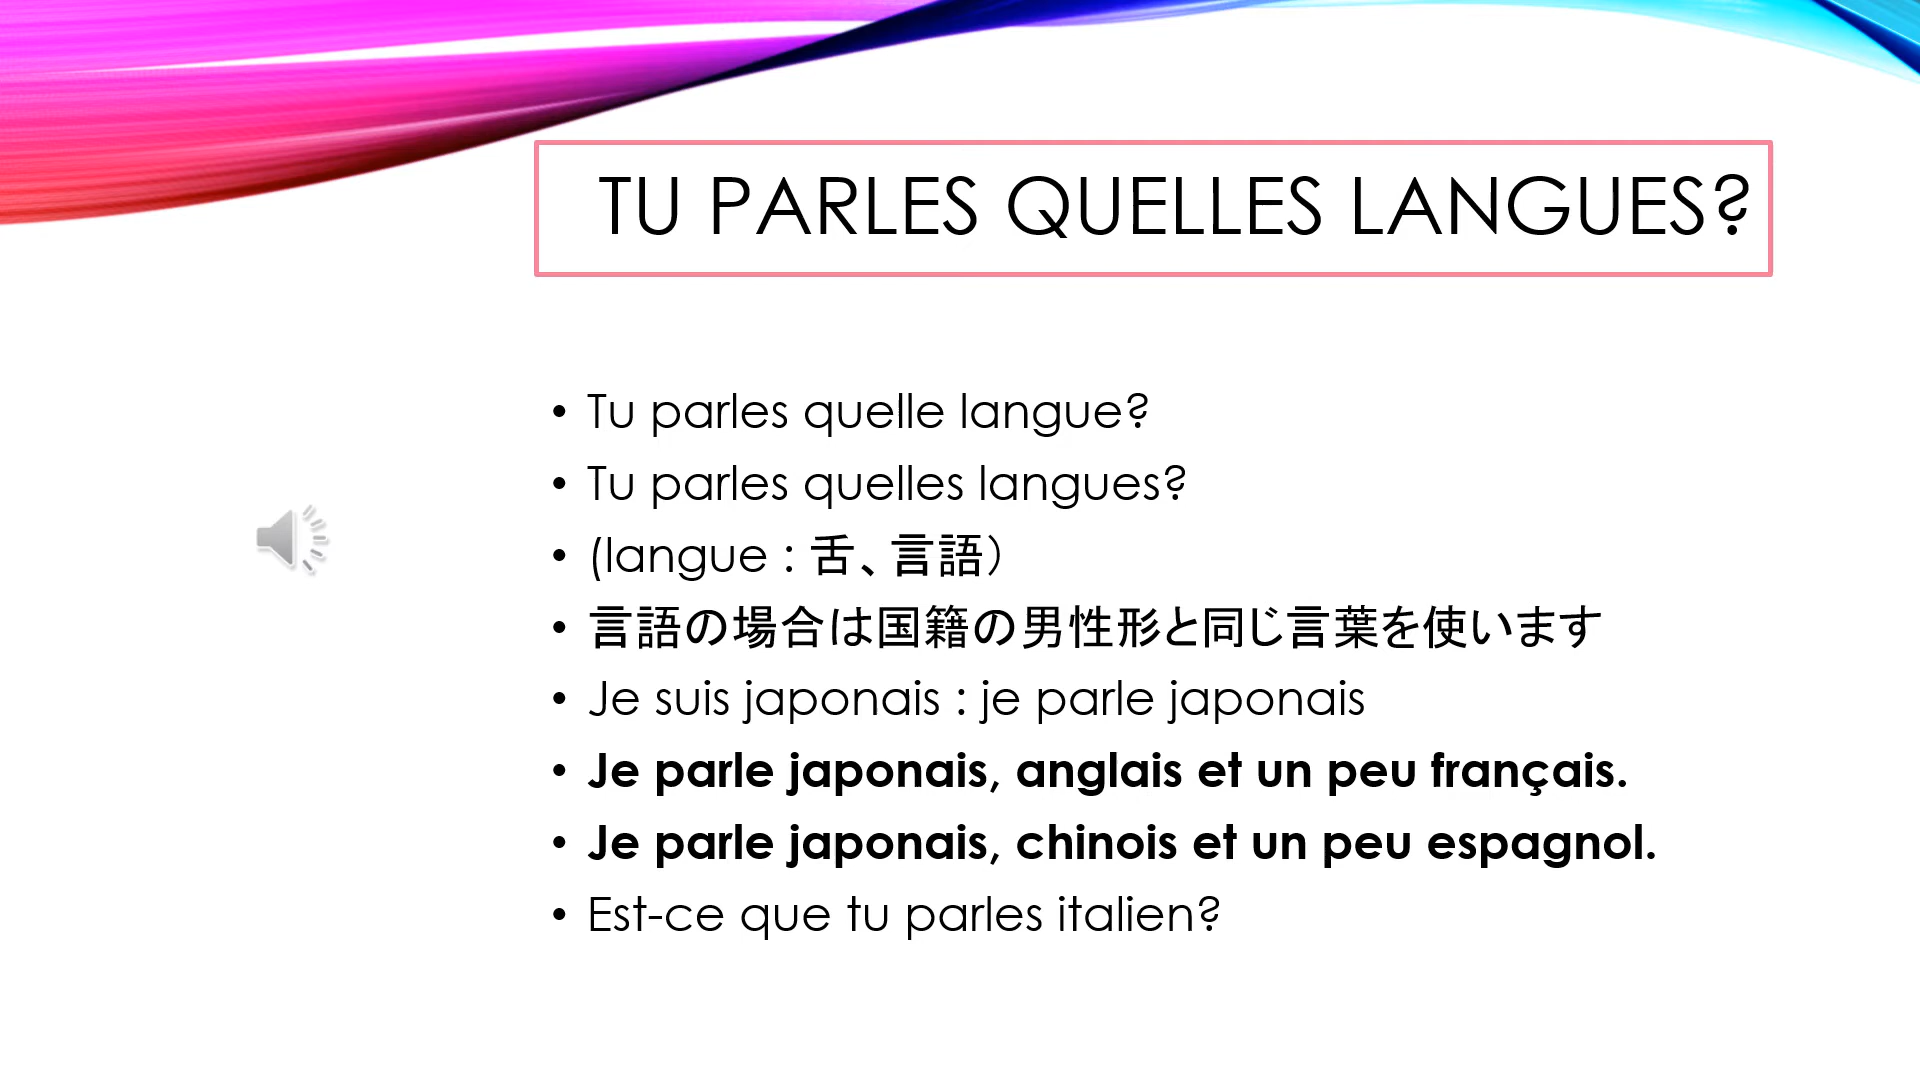 TU PARLES QUELLES LANGUES?
• Tu parles quelle langue?
• Tu parles quelles langues?
• (langue : 舌、言語）
• 言語の場合は国籍の男性形と同じ言葉を使います
• Je suis japonais : je parle japonais
• Je parle japonais, anglais et un peu français.
• Je parle japonais, chinois et un peu espagnol.
• Est-ce que tu parles italien?